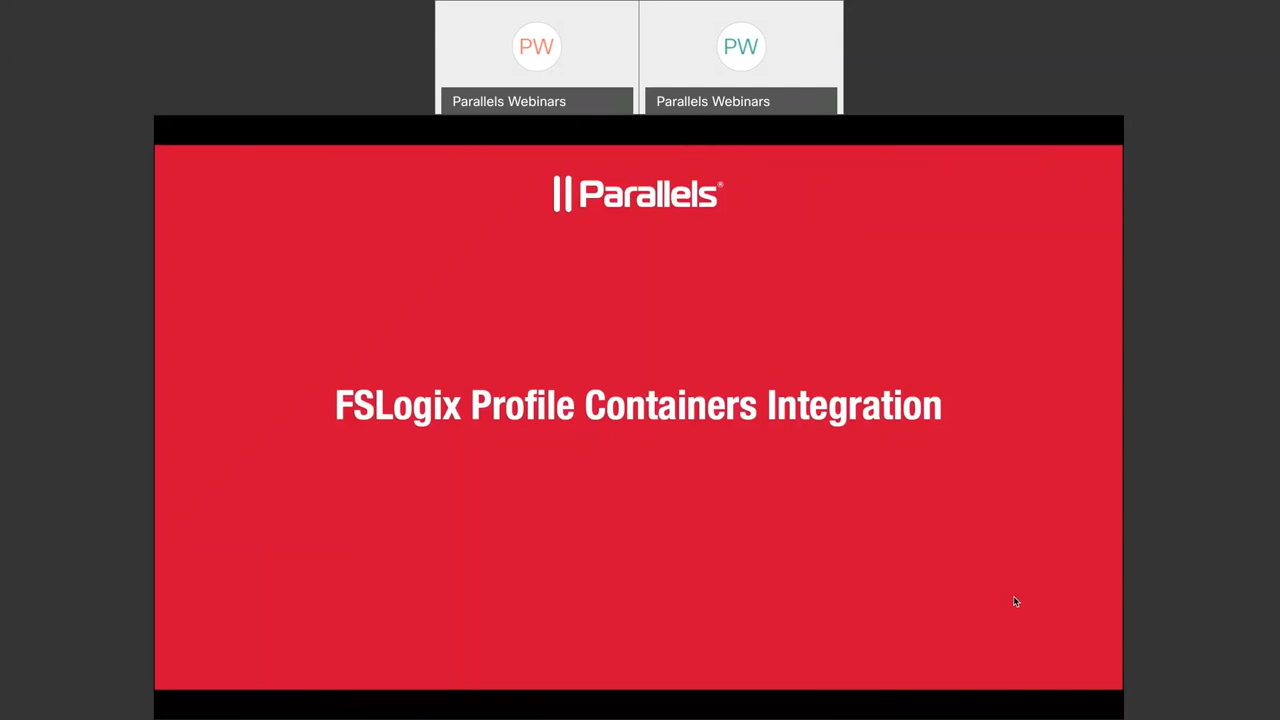 PW
PW
Parallels Webinars
Parallels Webinars
Parallels®
FSLogix Profile Containers Integration